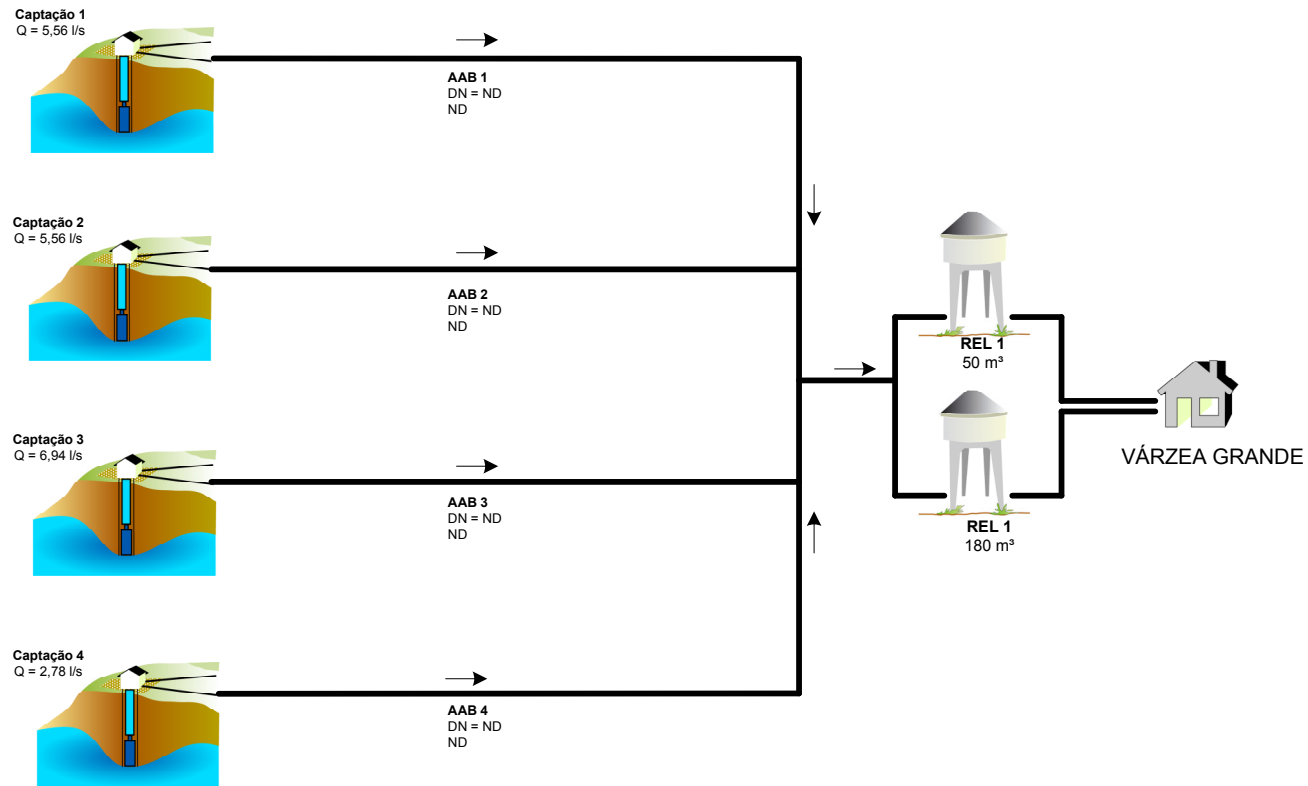 Captação 1
Q = 5,56 l/s
AAB 1
DN = ND
ND
Captação 2
Q = 5,56 l/s
AAB 2
DN = ND
ND
REL 1
50 m³
Captação 3
Q = 6,94 l/s
AAB 3
DN = ND
ND
REL 1
180 m³
VÁRZEA GRANDE
Captação 4
Q = 2,78 l/s
AAB 4
DN = ND
ND